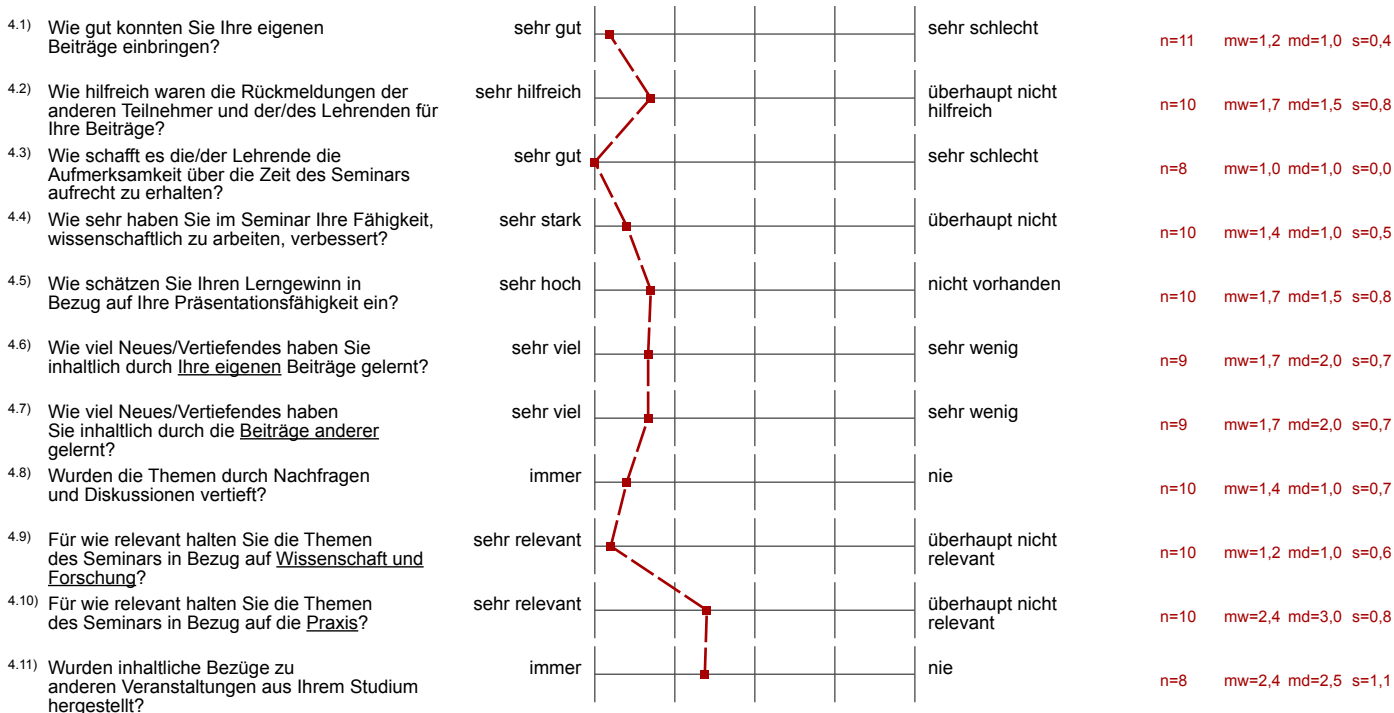 4.1) Wie gut konnten Sie Ihre eigenen
Beiträge einbringen?
sehr gut
sehr schlecht
n=11 mw=1,2 md=1,0 s=0,4
4.2) Wie hilfreich waren die Rückmeldungen der
anderen Teilnehmer und der/des Lehrenden für
Ihre Beiträge?
sehr hilfreich
überhaupt nicht
hilfreich
n=10 mw=1,7 md=1,5 s=0,8
4.3) Wie schafft es die/der Lehrende die
Aufmerksamkeit über die Zeit des Seminars
aufrecht zu erhalten?
sehr gut
sehr schlecht
n=8 mw=1,0 md=1,0 s=0,0
4.4) Wie sehr haben Sie im Seminar Ihre Fähigkeit,
wissenschaftlich zu arbeiten, verbessert?
sehr stark
überhaupt nicht
n=10 mw=1,4 md=1,0 s=0,5
4.5) Wie schätzen Sie Ihren Lerngewinn in
Bezug auf Ihre Präsentationsfähigkeit ein?
sehr hoch
nicht vorhanden
n=10 mw=1,7 md=1,5 s=0,8
4.6) Wie viel Neues/Vertiefendes haben Sie
inhaltlich durch Ihre eigenen Beiträge gelernt?
sehr viel
sehr wenig
n=9 mw=1,7 md=2,0 s=0,7
4.7) Wie viel Neues/Vertiefendes haben
Sie inhaltlich durch die Beiträge anderer
gelernt?
sehr viel
sehr wenig
n=9 mw=1,7 md=2,0 s=0,7
4.8) Wurden die Themen durch Nachfragen
und Diskussionen vertieft?
immer
nie
n=10 mw=1,4 md=1,0 s=0,7
4.9) Für wie relevant halten Sie die Themen
des Seminars in Bezug auf Wissenschaft und
Forschung?
sehr relevant
überhaupt nicht
relevant
n=10 mw=1,2 md=1,0 s=0,6
4.10) Für wie relevant halten Sie die Themen
des Seminars in Bezug auf die Praxis?
sehr relevant
überhaupt nicht
relevant
n=10 mw=2,4 md=3,0 s=0,8
4.11) Wurden inhaltliche Bezüge zu
anderen Veranstaltungen aus Ihrem Studium
hergestellt?
immer
nie
n=8 mw=2,4 md=2,5 s=1,1